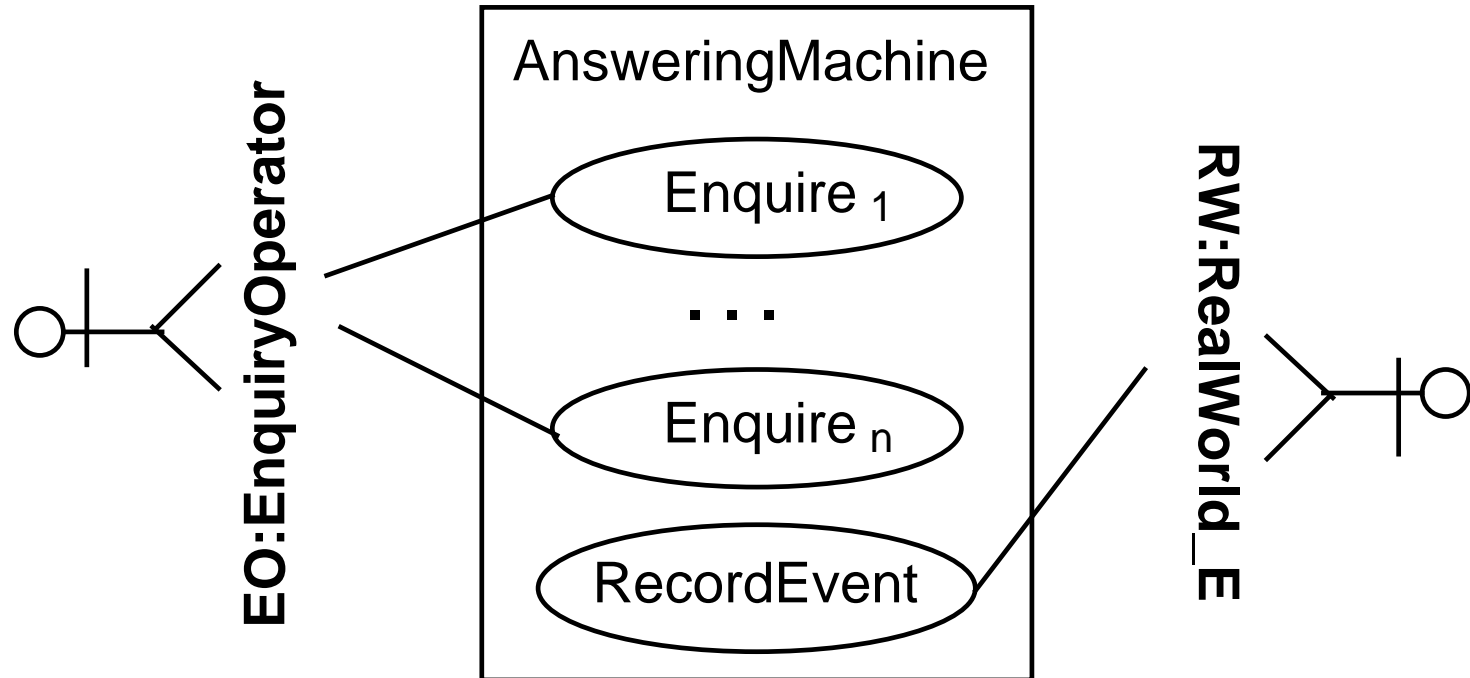 AnsweringMachine
EO:EnquiryOperator
Enquire 1
. . .
Enquire n
RecordEvent
RW:RealWorld_E